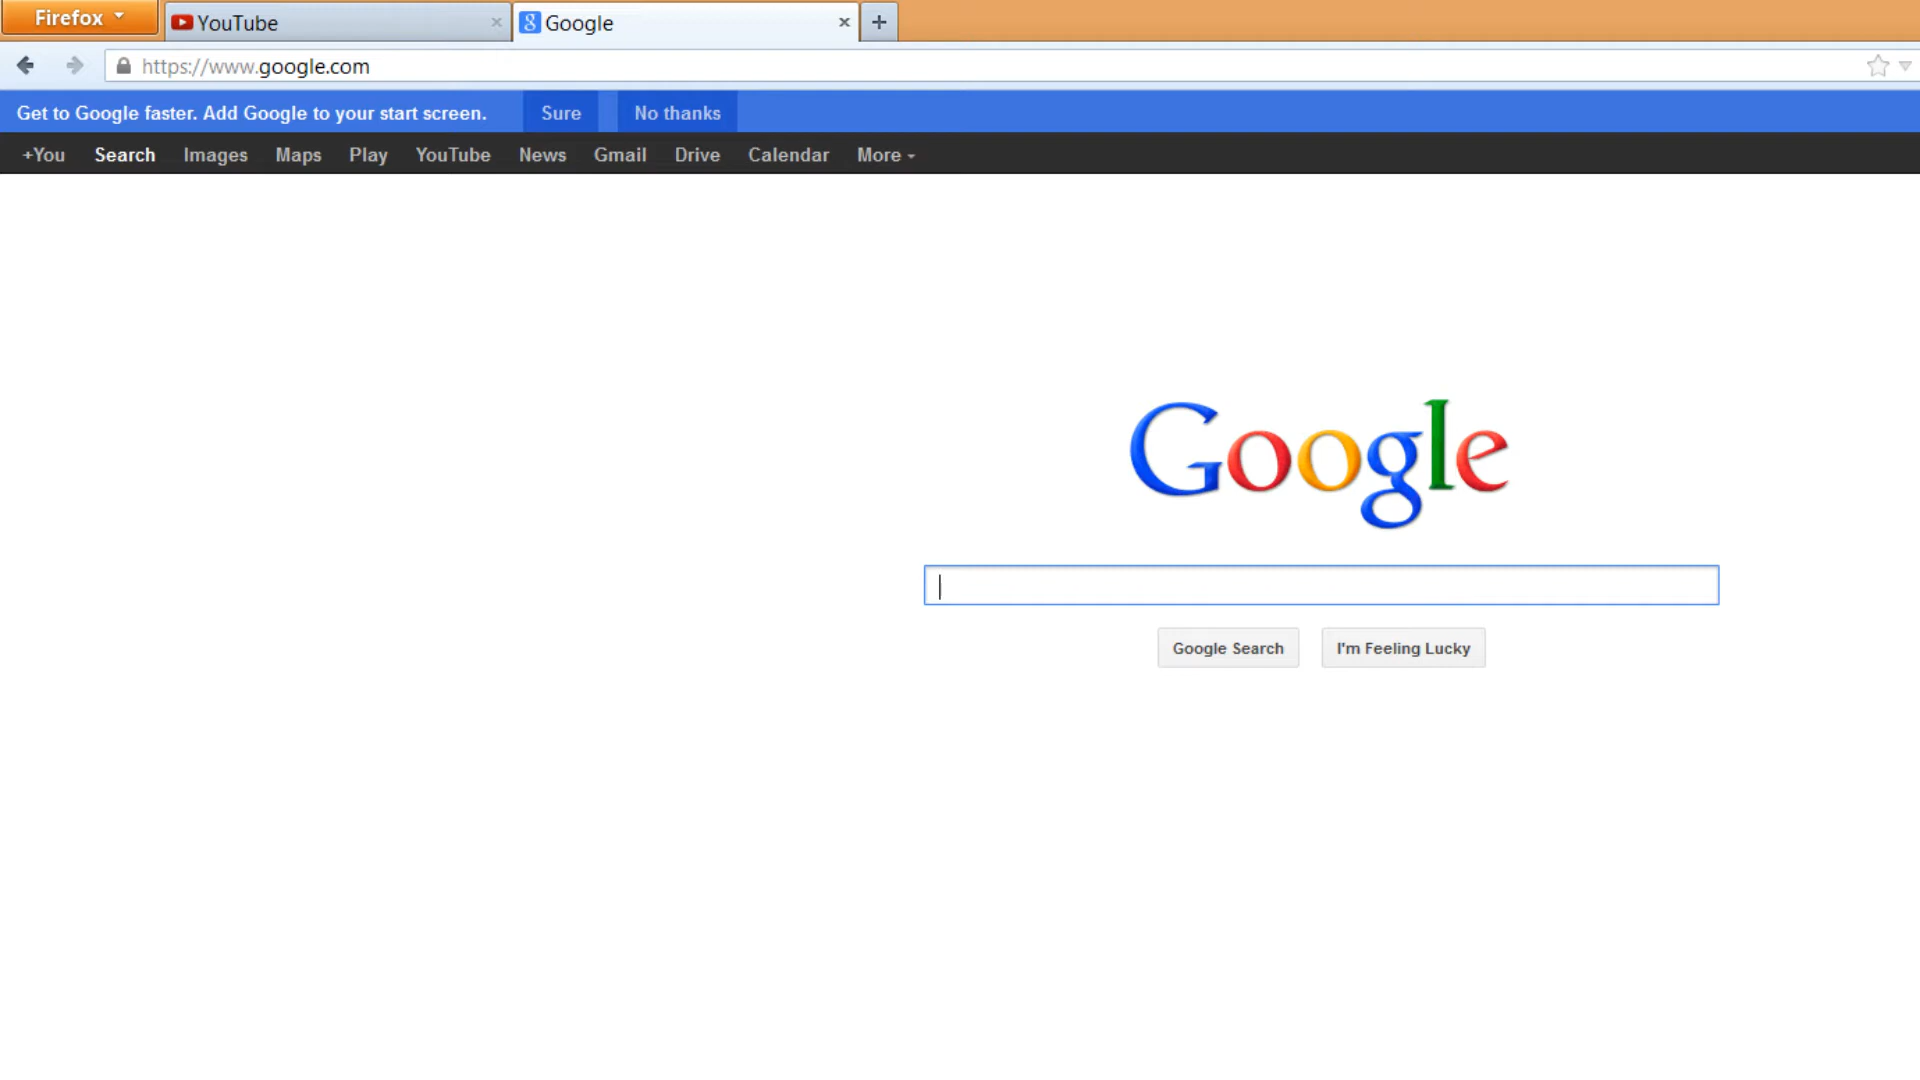 Firefox
YouTube
Google
https://www.google.com
Get to Google faster. Add Google to your start screen. Sure No thanks
+You Search Images Maps Play YouTube News Gmail Drive Calendar More
Google
Google Search I'm Feeling Lucky